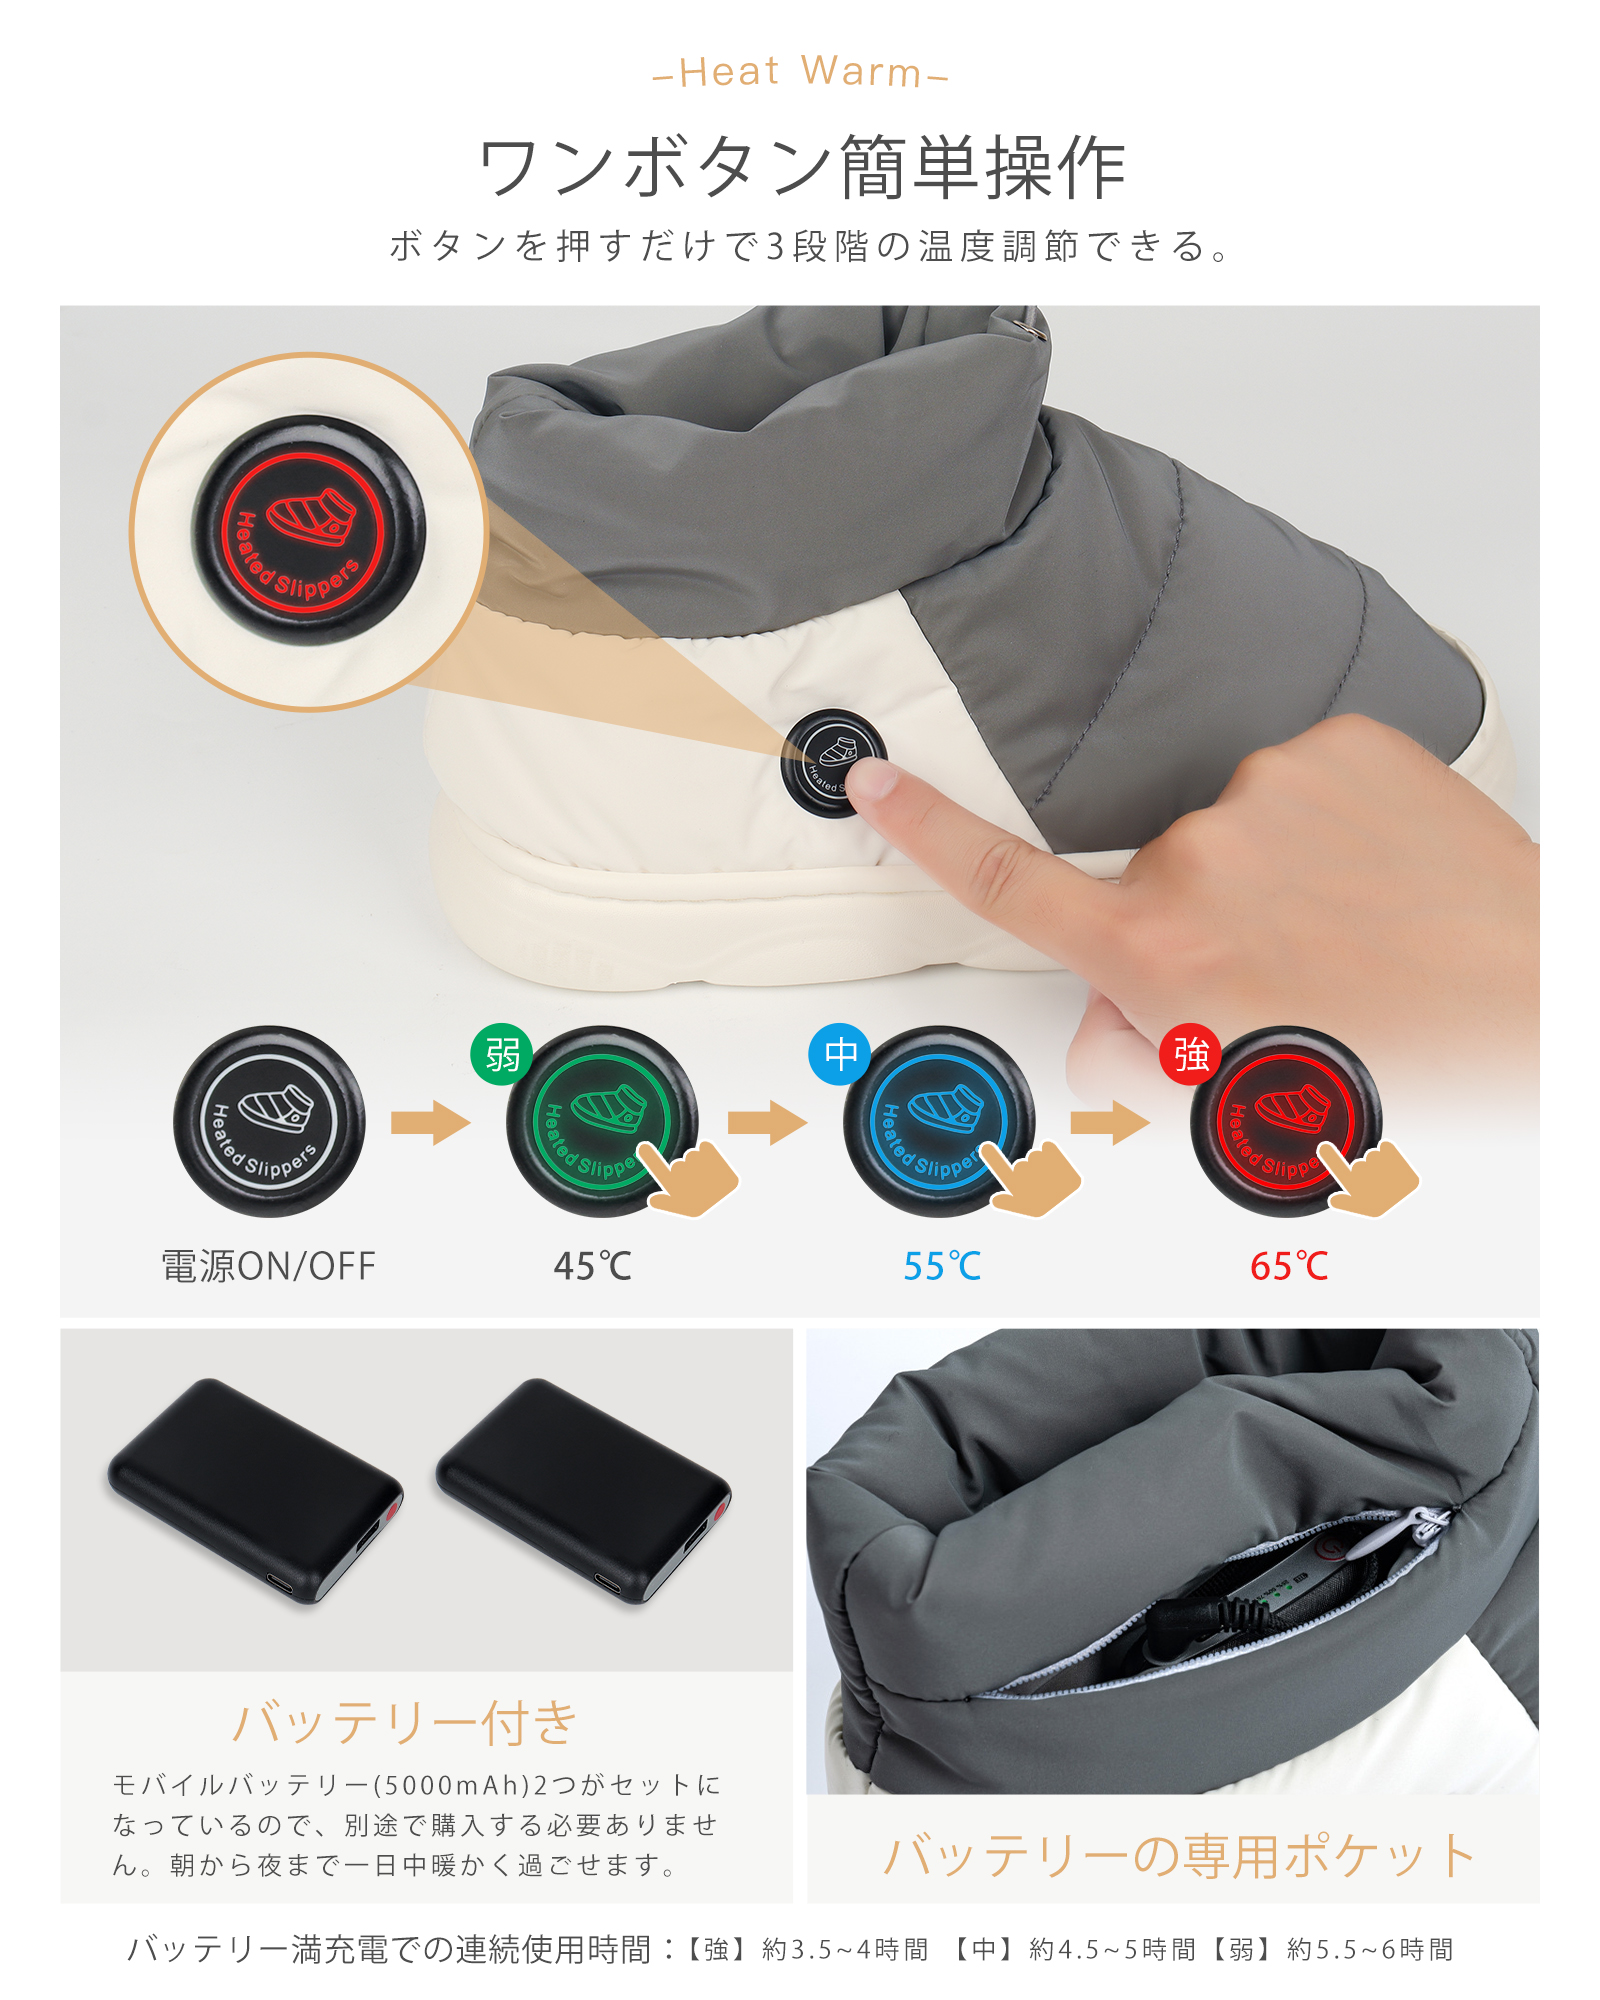 –Heat Warm–
ワンボタン簡単操作
ボタンを押すだけで3段階の温度調節できる。
Heated Slippers
Heated S
弱
中
強
Heated Slippers
Heated Slipper
Heated Slippers
Heated Slippe
電源ON/OFF
45℃
55℃
65℃
バッテリー付き
モバイルバッテリー(5000mAh)2つがセットに
なっているので、別途で購入する必要ありませ
ん。朝から夜まで一日中暖かく過ごせます。
バッテリーの専用ポケット
バッテリー満充電での連続使用時間：【強】約3.5~4時間 【中】約4.5~5時間【弱】約5.5~6時間